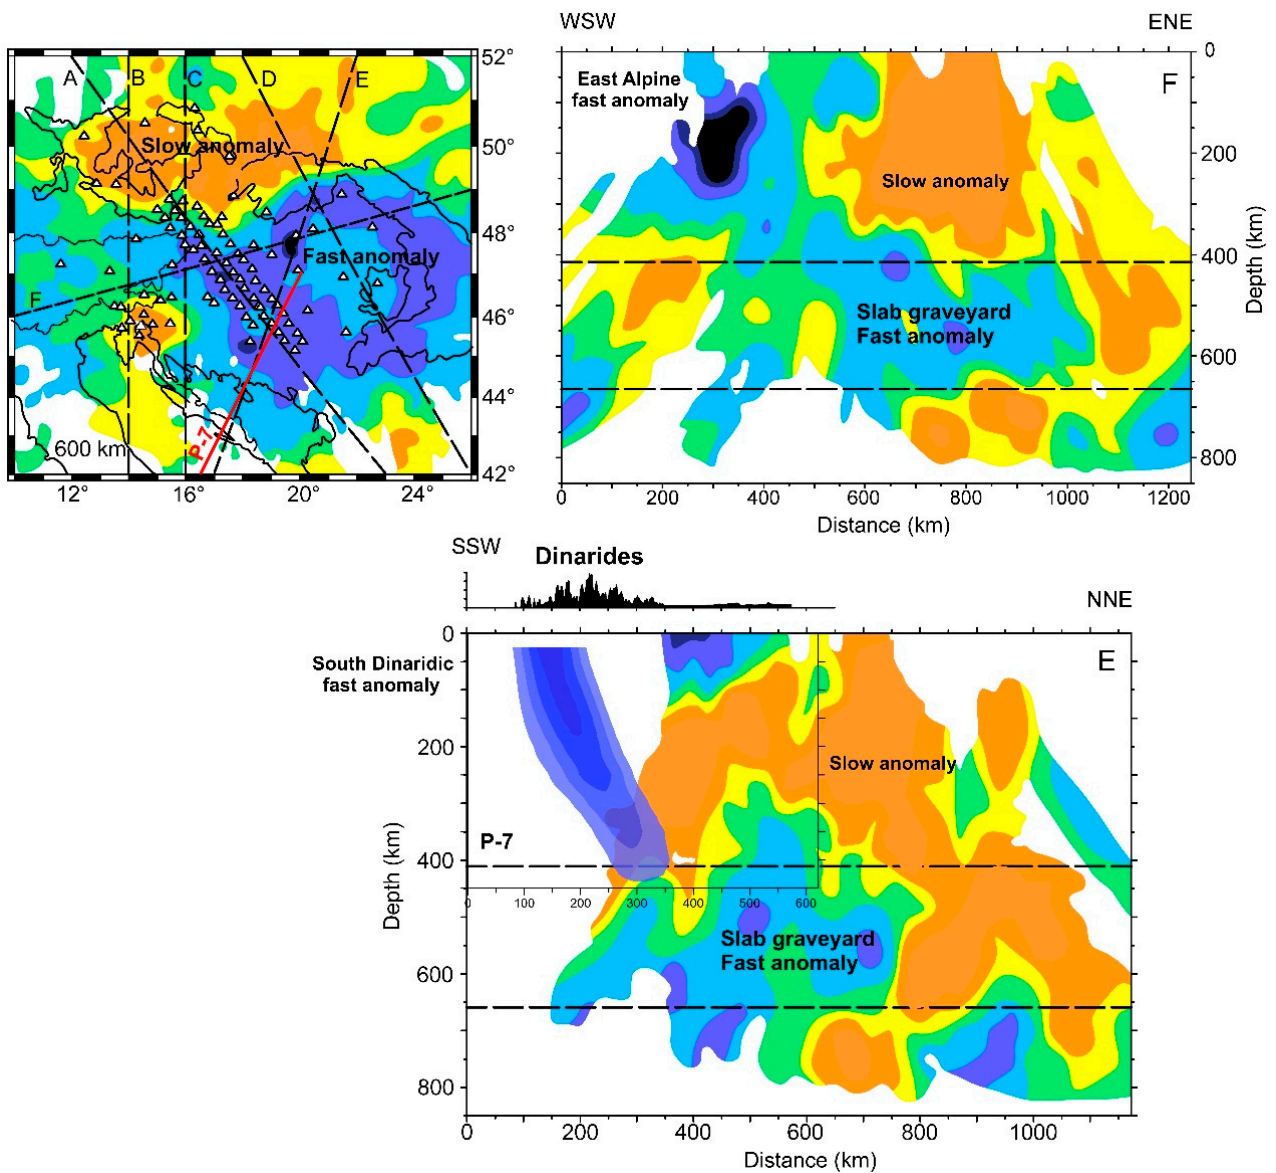 WSW
ENE
A
B
C
D
E
52°
50°
48°
46°
44°
42°
Slow anomaly
Fast anomaly
F
600 km
P-7
12°
16°
20°
24°
East Alpine
fast anomaly
F
Slow anomaly
Slab graveyard
Fast anomaly
0
200
400
600
800
Depth (km)
0
200
400
600
800
1000
1200
Distance (km)
SSW
Dinarides
NNE
South Dinaridic
fast anomaly
E
Slow anomaly
P-7
Slab graveyard
Fast anomaly
0
200
400
600
800
Depth (km)
0
100
200
300
400
500
600
0
200
400
600
800
1000
Distance (km)